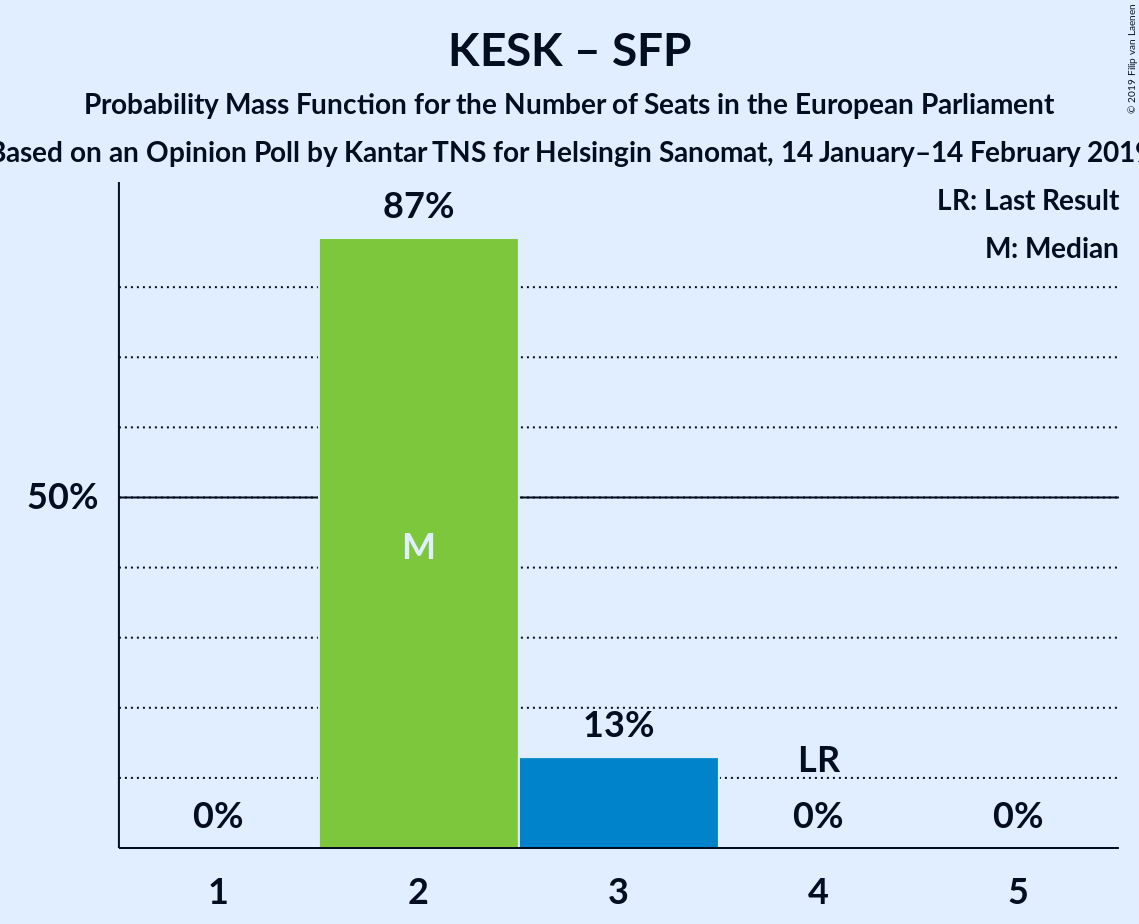 KESK – SFP
Probability Mass Function for the Number of Seats in the European Parliament
Based on an Opinion Poll by Kantar TNS for Helsingin Sanomat, 14 January–14 February 2019
© 2019 Filip van Laenen
LR: Last Result
M: Median
87%
50%
M
13%
LR
0%
0%
0%
1
2
3
4
5